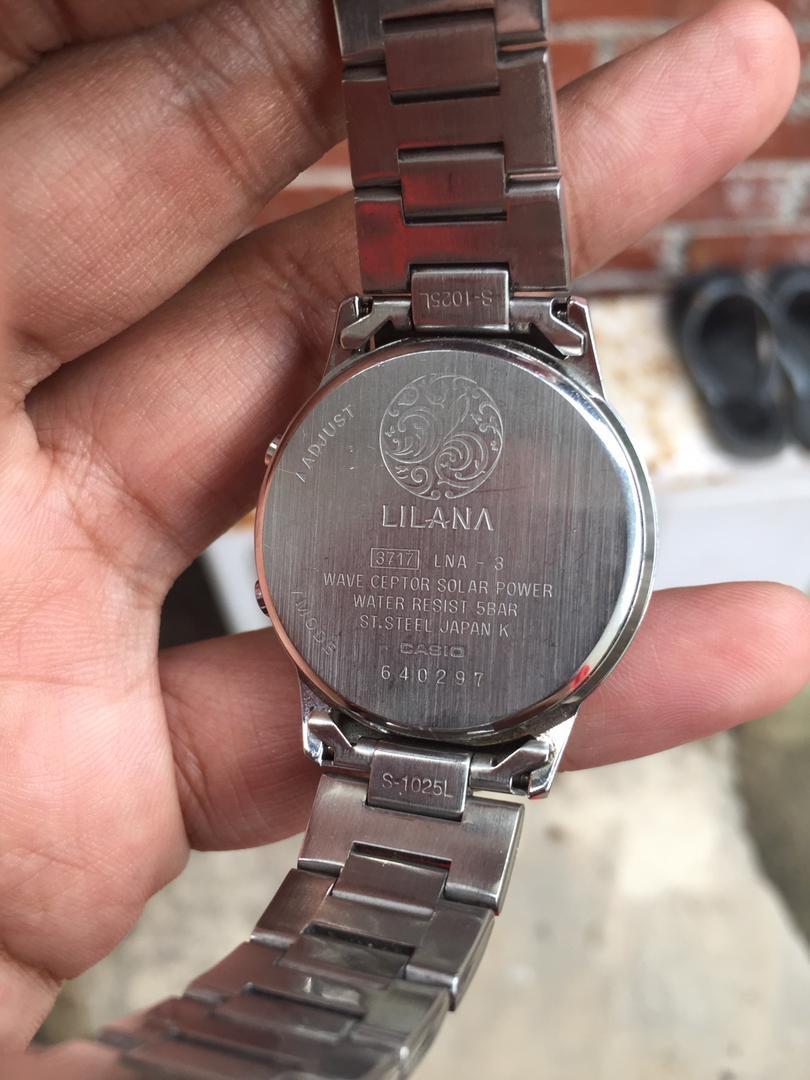 S-1025L
/ ADJUST
LILANA
3717 LNA - 3
WAVE CEPTOR SOLAR POWER
WATER RESIST 5BAR
/ MODE
ST.STEEL JAPAN K
CASIO
640297
S-1025L